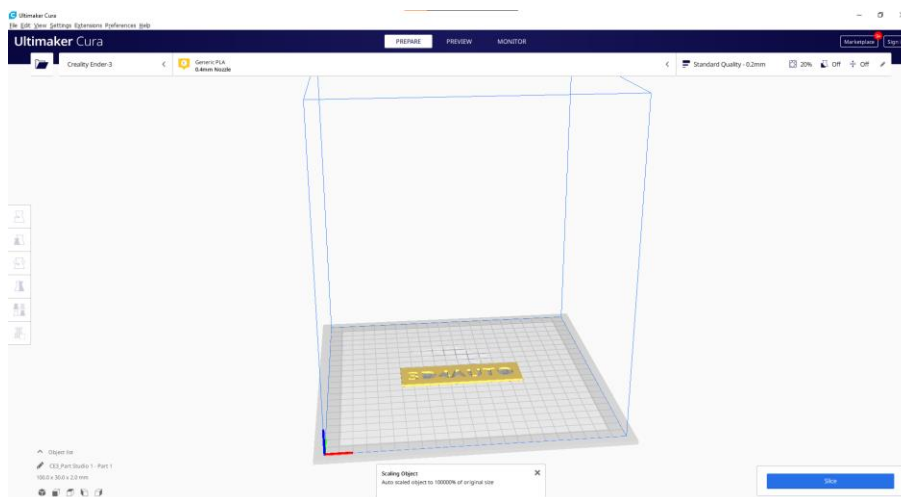 Ultimaker Cura
File Edit View Settings Extensions Preferences Help
Ultimaker Cura
PREPARE PREVIEW MONITOR
Marketplace Sign
Creality Ender-3
Generic PLA
0.4mm Nozzle
Standard Quality - 0.2mm 20% Off Off
3D4AUTO
Object list
CE3_Part Studio 1 - Part 1
100.0 x 30.0 x 2.0 mm
Scaling Object
Auto scaled object to 100000% of original size
Slice